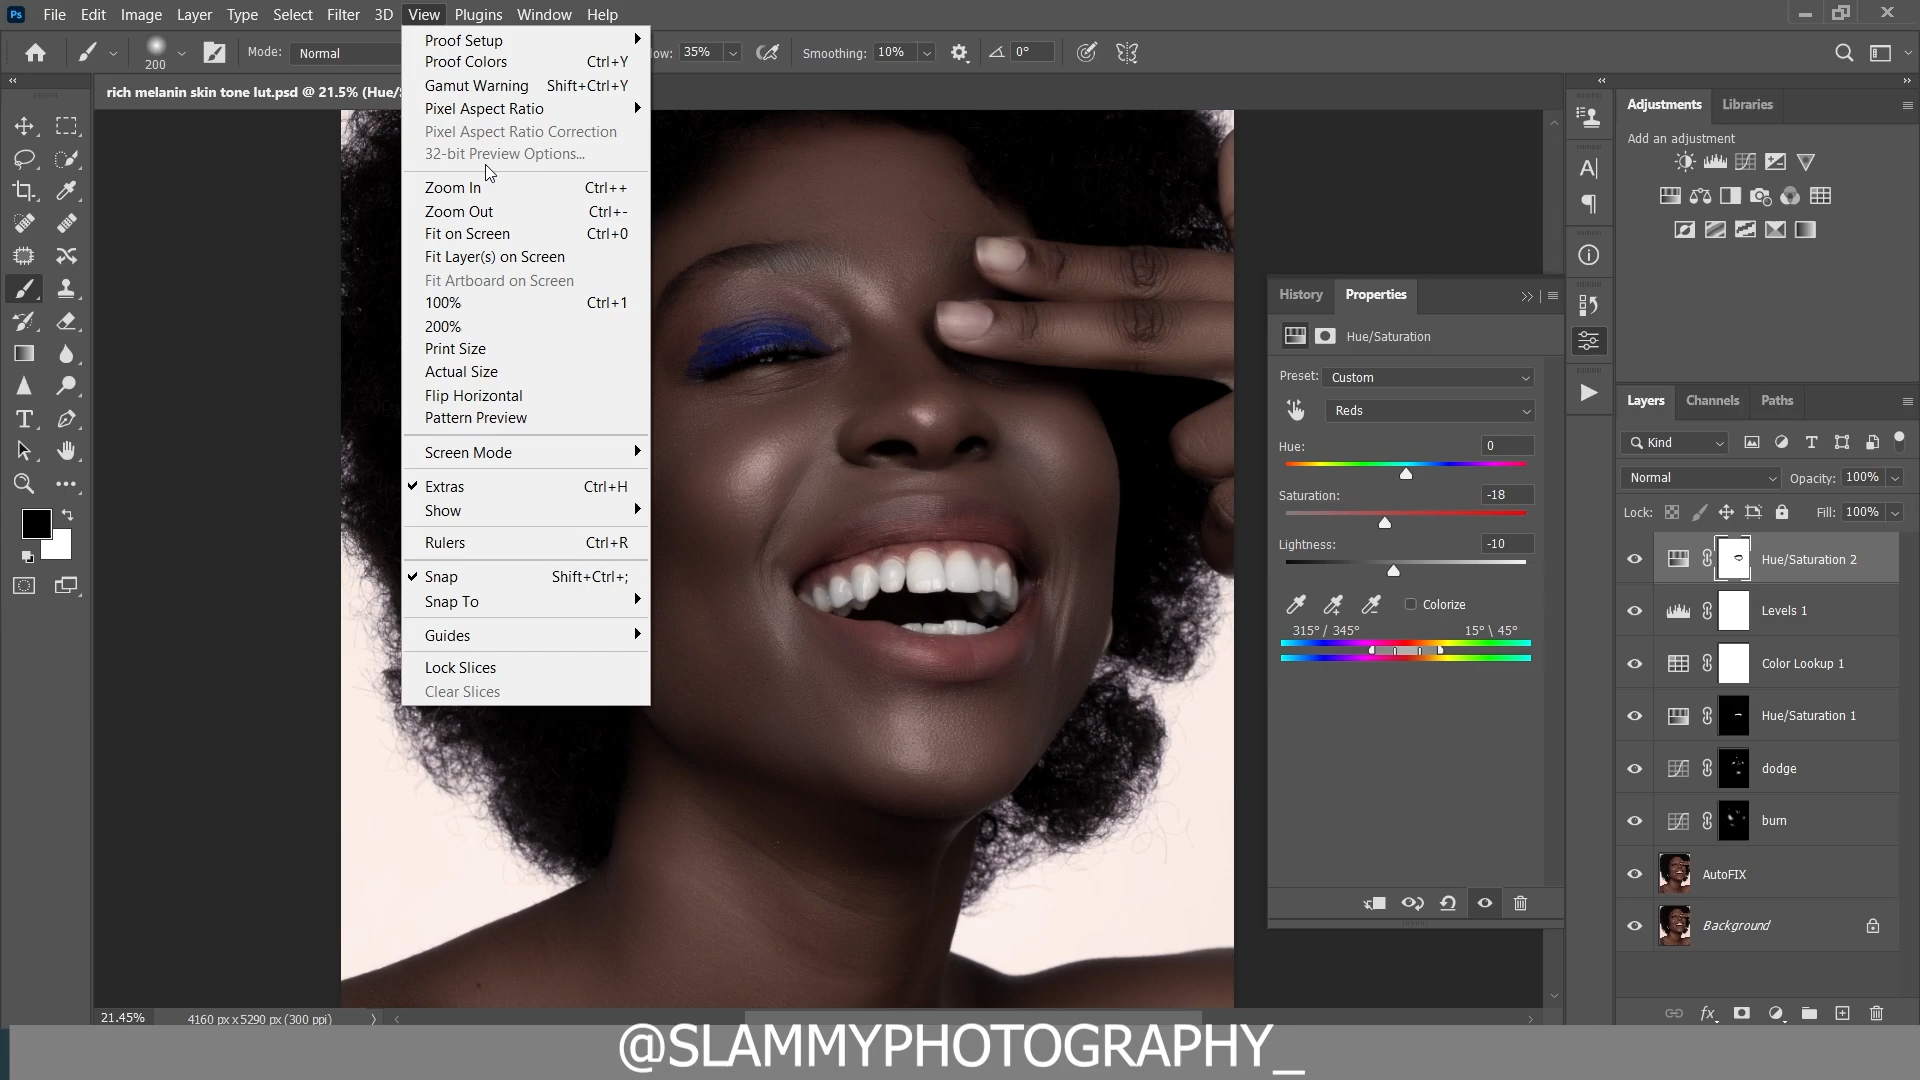 Ps File Edit Image Layer Type Select Filter 3D View Plugins Window Help
200 Mode: Normal low: 35% Smoothing: 10% 0°
rich melanin skin tone lut.psd @ 21.5% (Hue/S
Proof Setup
Proof Colors Ctrl+Y
Gamut Warning Shift+Ctrl+Y
Pixel Aspect Ratio
Pixel Aspect Ratio Correction
32-bit Preview Options...
Zoom In Ctrl++
Zoom Out Ctrl+-
Fit on Screen Ctrl+0
Fit Layer(s) on Screen
Fit Artboard on Screen
100% Ctrl+1
200%
Print Size
Actual Size
Flip Horizontal
Pattern Preview
Screen Mode
Extras Ctrl+H
Show
Rulers Ctrl+R
Snap Shift+Ctrl+;
Snap To
Guides
Lock Slices
Clear Slices
History Properties
Hue/Saturation
Preset: Custom
Reds
Hue: 0
Saturation: -18
Lightness: -10
Colorize
315° / 345° 15° \ 45°
Adjustments Libraries
Add an adjustment
Layers Channels Paths
Kind
Normal Opacity: 100%
Lock: Fill: 100%
Hue/Saturation 2
Levels 1
Color Lookup 1
Hue/Saturation 1
dodge
burn
AutoFIX
Background
fx
21.45% 4160 px x 5290 px (300 ppi)
@SLAMMYPHOTOGRAPHY_